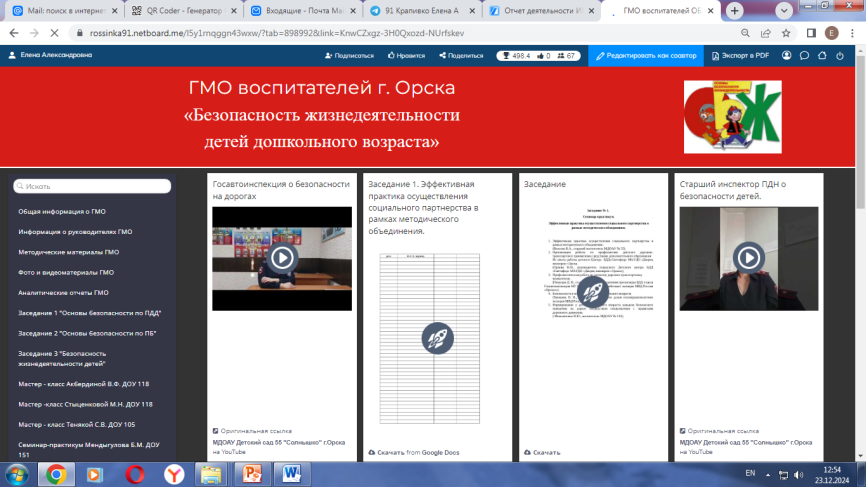 Mail: поиск в интернет
QR Coder - Генератор
Входящие - Почта Ма
91 Крапивко Елена А
Отчет деятельности И
ГМО воспитателей ОБ
rossinka91.netboard.me/l5y1rnqggn43wxw/?tab=898992&link=KnwCZxgz-3H0Qxozd-NUrfskev
Елена Александровна
Подписаться
Нравится
Поделиться
498.4
0
67
Редактировать как соавтор
Экспорт в PDF
ГМО воспитателей г. Орска
«Безопасность жизнедеятельности
детей дошкольного возраста»
ОБЖ
Искать
Общая информация о ГМО
Информация о руководителях ГМО
Методические материалы ГМО
Фото и видеоматериалы ГМО
Аналитические отчеты ГМО
Заседание 1 "Основы безопасности по ПДД"
Заседание 2 "Основы безопасности по ПБ"
Заседание 3 "Безопасность
жизнедеятельности детей"
Мастер - класс Акбердиной В.Ф. ДОУ 118
Мастер -класс Стыценковой М.Н. ДОУ 118
Мастер - класс Тенякой С.В. ДОУ 105
Семинар-практикум Мендыгулова Б.М. ДОУ
151
Госавтоинспекция о безопасности
на дорогах
Оригинальная ссылка
МДОАУ Детский сад 55 "Солнышко" г.Орска
на YouTube
Заседание 1. Эффективная
практика осуществления
социального партнерства в
рамках методического
объединения.
Скачать from Google Docs
Заседание
Заседание № 1.
Скачать
Старший инспектор ПДН о
безопасности детей.
Оригинальная ссылка
МДОАУ Детский сад 55 "Солнышко" г.Орска
на YouTube
EN
12:54
23.12.2024